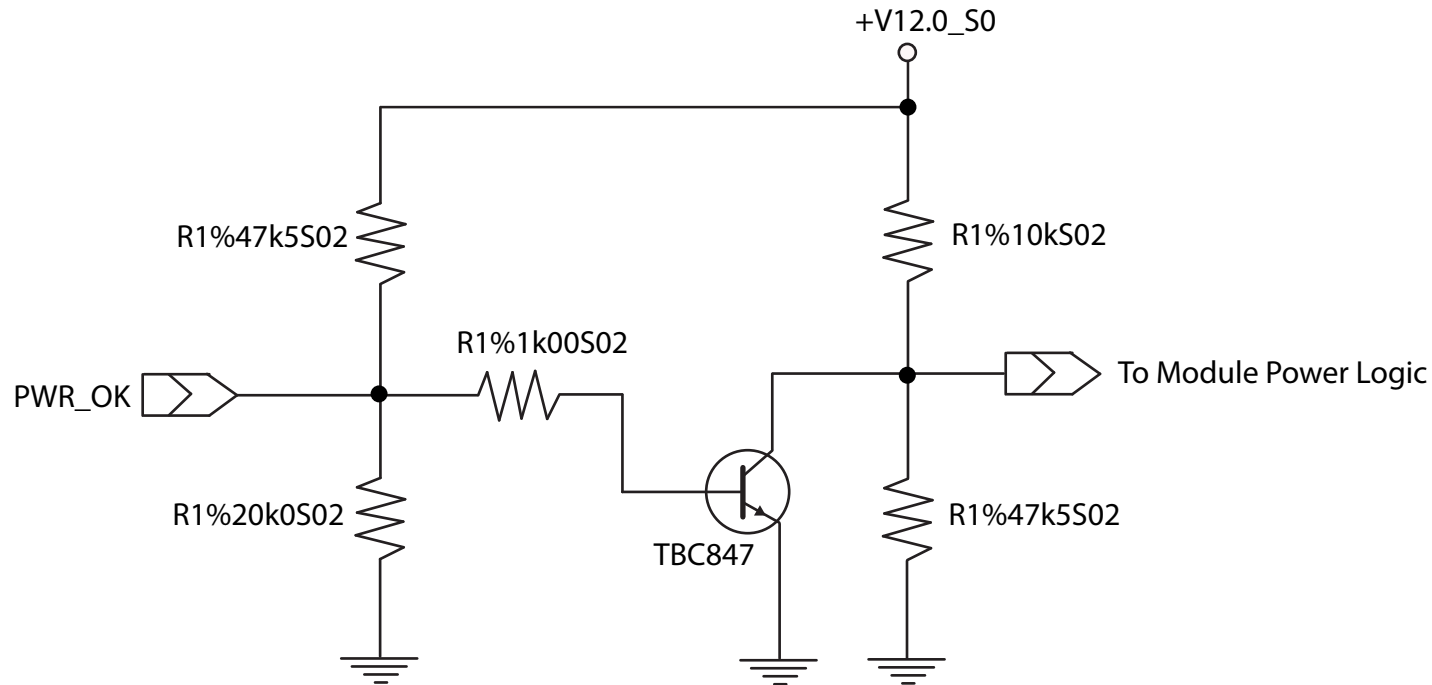 +V12.0_S0
R1%47k5S02
R1%10kS02
R1%1k00S02
PWR_OK
To Module Power Logic
R1%20k0S02
R1%47k5S02
TBC847